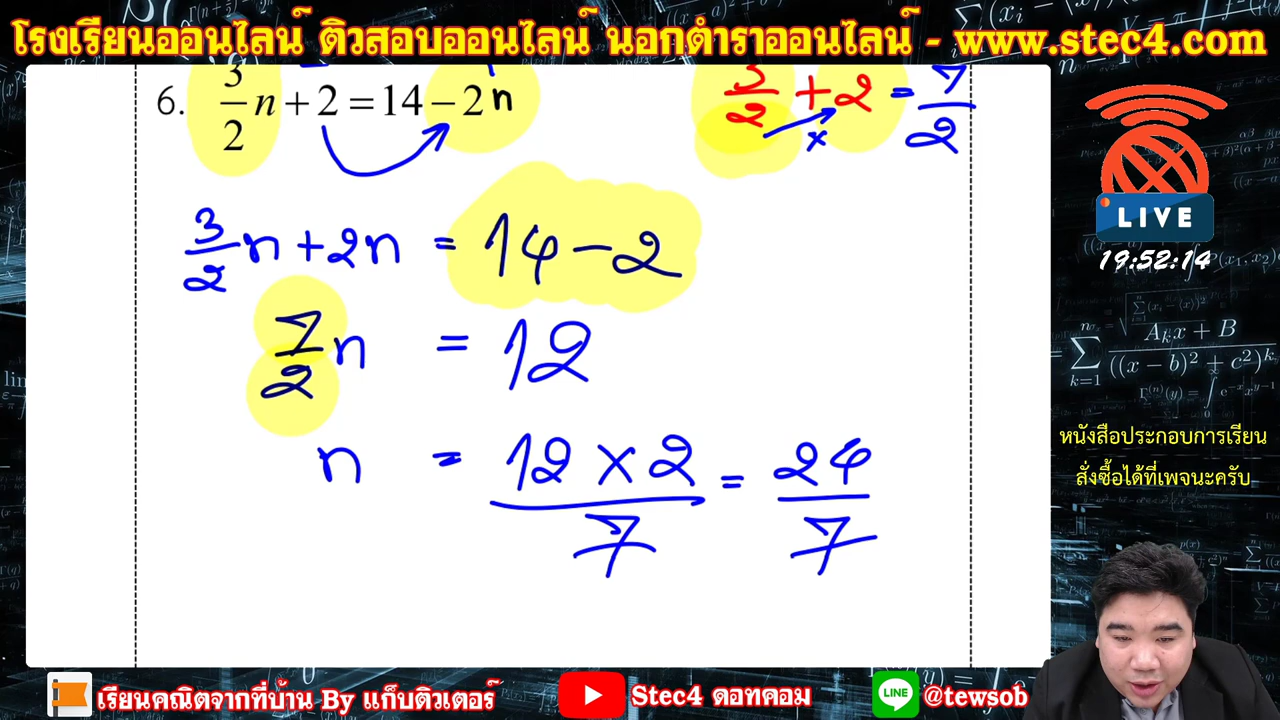 โรงเรียนออนไลน์ ติวสอบออนไลน์ นอกตำราออนไลน์ - www.stec4.com
6. 3/2 n + 2 = 14 − 2n
3/2 + 2 = 7/2
×
3/2 n + 2n = 14 − 2
7/2 n = 12
n = 12 × 2 / 7 = 24/7
LIVE
19:52:14
A_k x + B
((x − b)² + c²)^k
k=1
หนังสือประกอบการเรียน
สั่งซื้อได้ที่เพจนะครับ
เรียนคณิตจากที่บ้าน By แก็บติวเตอร์
Stec4 ดอทคอม
LINE
@tewsob